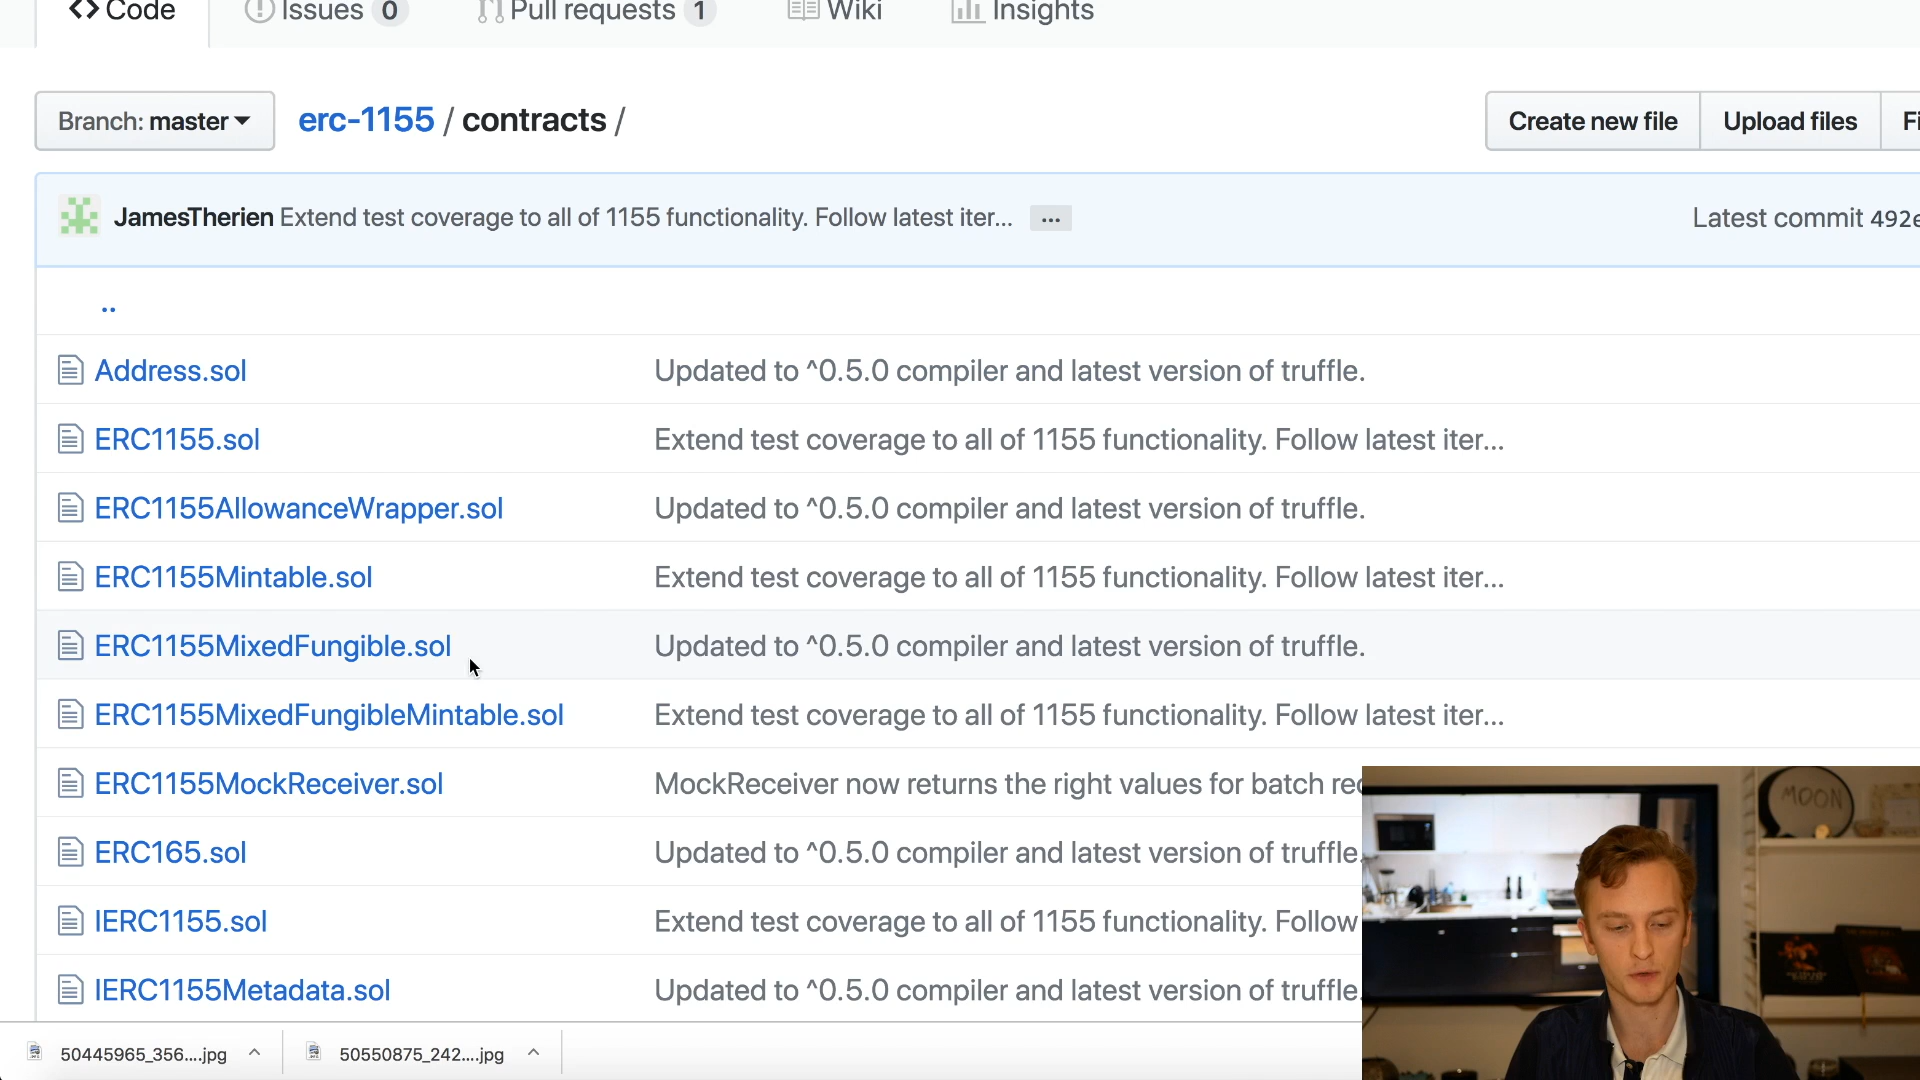 Code Issues 0 Pull requests 1 Wiki Insights
Branch: master erc-1155 / contracts / Create new file Upload files Fi
JamesTherien Extend test coverage to all of 1155 functionality. Follow latest iter... ... Latest commit 492e
..
Address.sol Updated to ^0.5.0 compiler and latest version of truffle.
ERC1155.sol Extend test coverage to all of 1155 functionality. Follow latest iter...
ERC1155AllowanceWrapper.sol Updated to ^0.5.0 compiler and latest version of truffle.
ERC1155Mintable.sol Extend test coverage to all of 1155 functionality. Follow latest iter...
ERC1155MixedFungible.sol Updated to ^0.5.0 compiler and latest version of truffle.
ERC1155MixedFungibleMintable.sol Extend test coverage to all of 1155 functionality. Follow latest iter...
ERC1155MockReceiver.sol MockReceiver now returns the right values for batch rec
MOON
ERC165.sol Updated to ^0.5.0 compiler and latest version of truffle.
IERC1155.sol Extend test coverage to all of 1155 functionality. Follow
IERC1155Metadata.sol Updated to ^0.5.0 compiler and latest version of truffle.
50445965_356....jpg 50550875_242....jpg